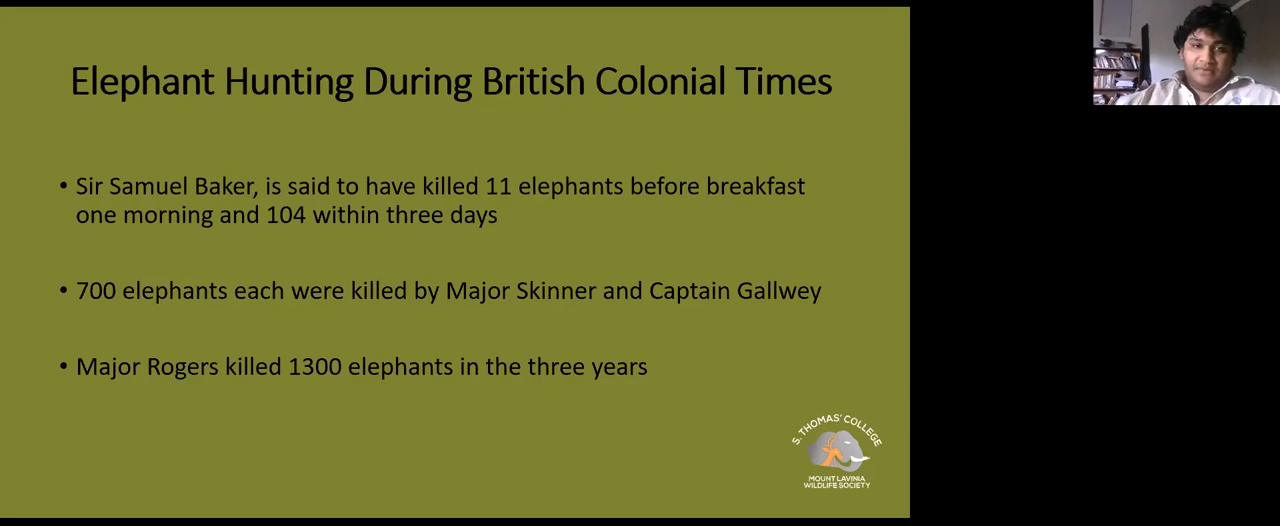 Elephant Hunting During British Colonial Times
• Sir Samuel Baker, is said to have killed 11 elephants before breakfast
one morning and 104 within three days
• 700 elephants each were killed by Major Skinner and Captain Gallwey
• Major Rogers killed 1300 elephants in the three years
S. THOMAS' COLLEGE
MOUNT LAVINIA
WILDLIFE SOCIETY